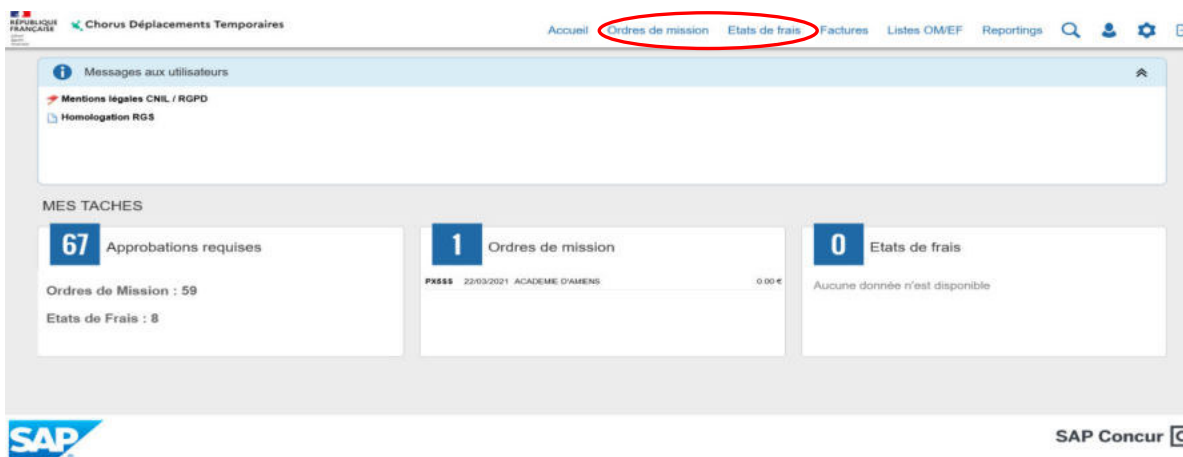 RÉPUBLIQUE
FRANÇAISE
Chorus Déplacements Temporaires
Accueil Ordres de mission Etats de frais Factures Listes OM/EF Reportings
Messages aux utilisateurs
Mentions légales CNIL / RGPD
Homologation RGS
MES TACHES
67 Approbations requises
Ordres de Mission : 59
Etats de Frais : 8
1 Ordres de mission
22/03/2021 ACADEMIE D'AMIENS 0.00 €
0 Etats de frais
Aucune donnée n'est disponible
SAP
SAP Concur